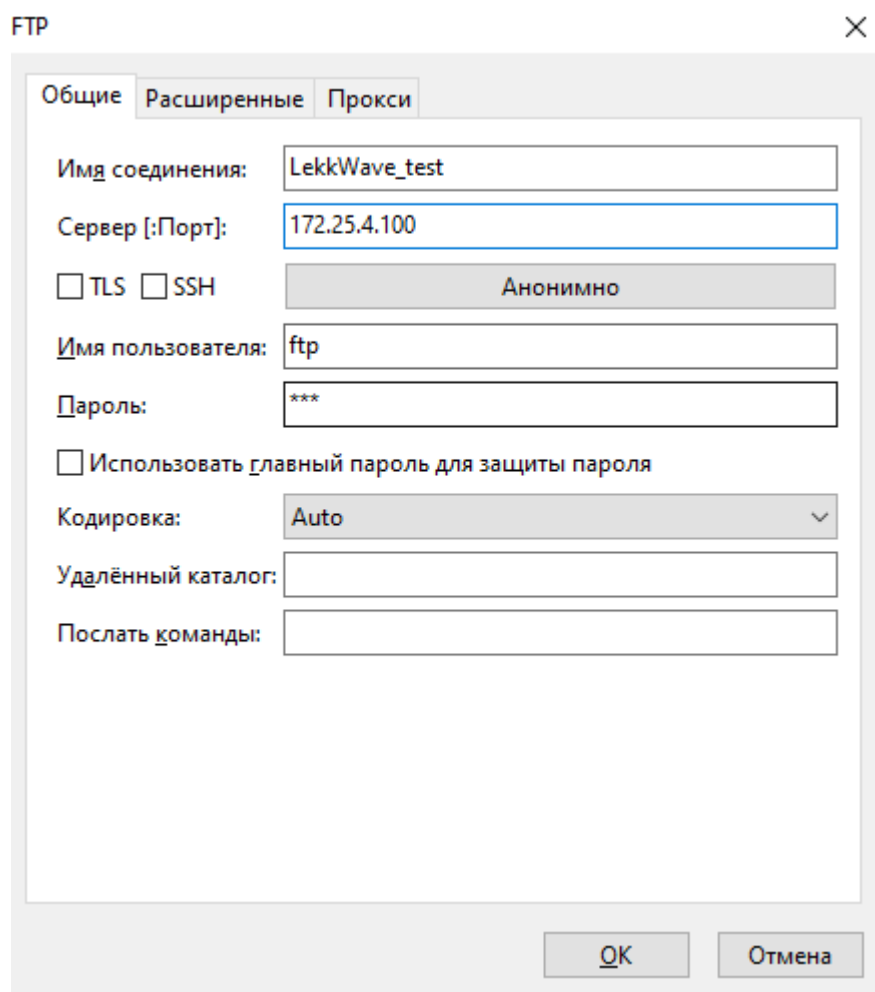 FTP
Общие Расширенные Прокси
Имя соединения: LekkWave_test
Сервер [:Порт]: 172.25.4.100
TLS SSH Анонимно
Имя пользователя: ftp
Пароль: ***
Использовать главный пароль для защиты пароля
Кодировка: Auto
Удалённый каталог:
Послать команды:
OK Отмена